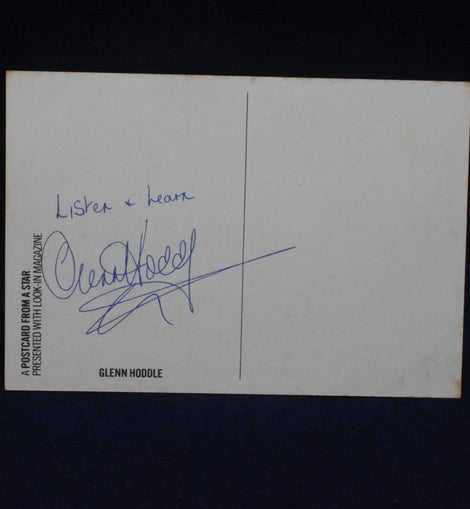 Listen + Learn
Glenn Hoddle
A POSTCARD FROM A STAR
PRESENTED WITH LOOK-IN MAGAZINE
GLENN HODDLE